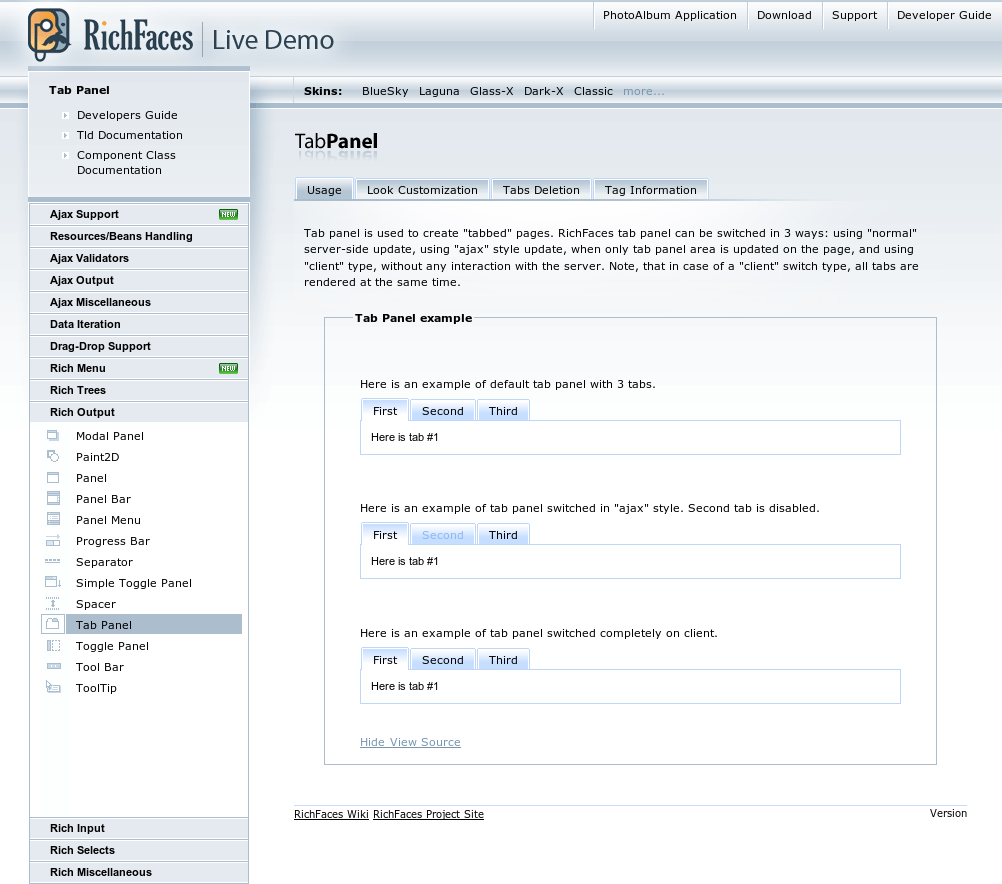 RichFaces Live Demo
PhotoAlbum Application
Download
Support
Developer Guide
Skins: BlueSky Laguna Glass-X Dark-X Classic more...
Tab Panel
Developers Guide
Tld Documentation
Component Class
Documentation
Ajax Support NEW
Resources/Beans Handling
Ajax Validators
Ajax Output
Ajax Miscellaneous
Data Iteration
Drag-Drop Support
Rich Menu NEW
Rich Trees
Rich Output
Modal Panel
Paint2D
Panel
Panel Bar
Panel Menu
Progress Bar
Separator
Simple Toggle Panel
Spacer
Tab Panel
Toggle Panel
Tool Bar
ToolTip
Rich Input
Rich Selects
Rich Miscellaneous
TabPanel
Usage
Look Customization
Tabs Deletion
Tag Information
Tab panel is used to create "tabbed" pages. RichFaces tab panel can be switched in 3 ways: using "normal"
server-side update, using "ajax" style update, when only tab panel area is updated on the page, and using
"client" type, without any interaction with the server. Note, that in case of a "client" switch type, all tabs are
rendered at the same time.
Tab Panel example
Here is an example of default tab panel with 3 tabs.
First Second Third
Here is tab #1
Here is an example of tab panel switched in "ajax" style. Second tab is disabled.
First Second Third
Here is tab #1
Here is an example of tab panel switched completely on client.
First Second Third
Here is tab #1
Hide View Source
RichFaces Wiki RichFaces Project Site
Version